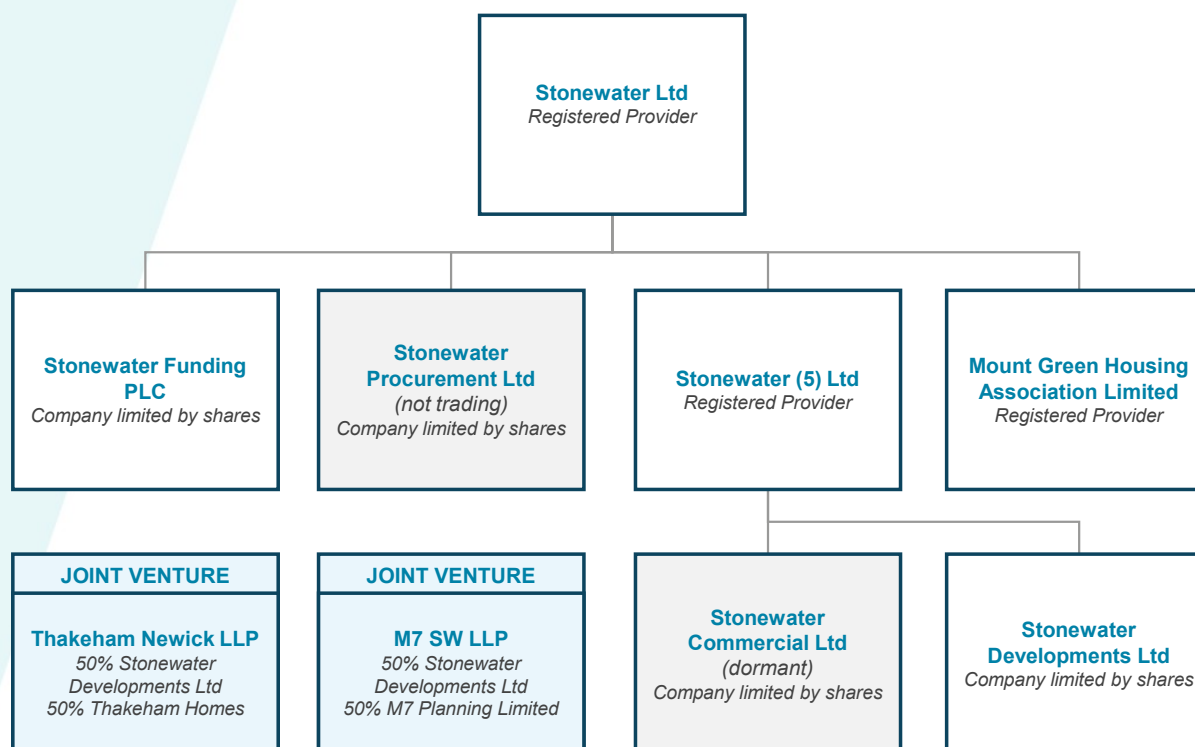 Stonewater Ltd
Registered Provider
Stonewater Funding
PLC
Company limited by shares
Stonewater
Procurement Ltd
(not trading)
Company limited by shares
Stonewater (5) Ltd
Registered Provider
Mount Green Housing
Association Limited
Registered Provider
JOINT VENTURE
Thakeham Newick LLP
50% Stonewater
Developments Ltd
50% Thakeham Homes
JOINT VENTURE
M7 SW LLP
50% Stonewater
Developments Ltd
50% M7 Planning Limited
Stonewater
Commercial Ltd
(dormant)
Company limited by shares
Stonewater
Developments Ltd
Company limited by shares